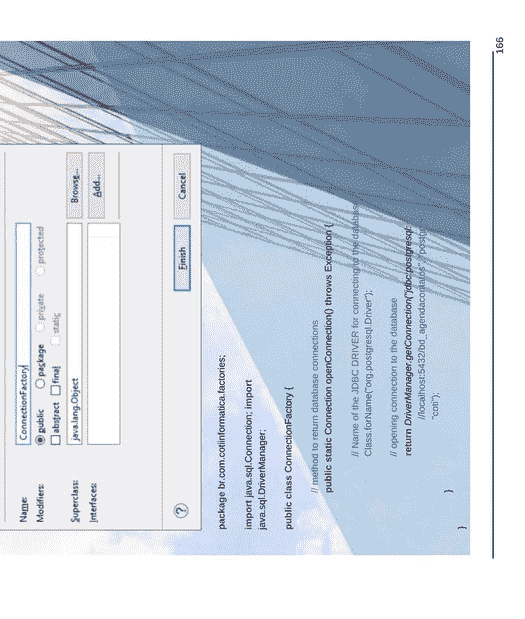 166
Name:
ConnectionFactory
Modifiers:
public
package
private
protected
abstract
final
static
Superclass:
java.lang.Object
Browse...
Interfaces:
Add...
?
Finish
Cancel
package br.com.cotiinformatica.factories;
import java.sql.Connection; import
java.sql.DriverManager;
public class ConnectionFactory {
// method to return database connections
public static Connection openConnection() throws Exception {
// Name of the JDBC DRIVER for connecting to the database
Class.forName("org.postgresql.Driver");
// opening connection to the database
return DriverManager.getConnection("jdbc:postgresql:
//localhost:5432/bd_agendacontatos",
"coti");
}
}